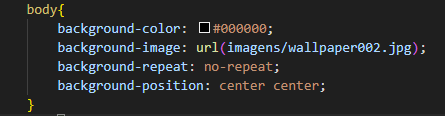 body{
background-color: #000000;
background-image: url(imagens/wallpaper002.jpg);
background-repeat: no-repeat;
background-position: center center;
}